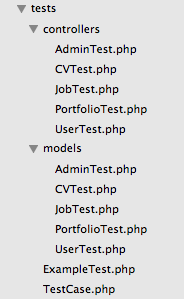 tests
controllers
AdminTest.php
CVTest.php
JobTest.php
PortfolioTest.php
UserTest.php
models
AdminTest.php
CVTest.php
JobTest.php
PortfolioTest.php
UserTest.php
ExampleTest.php
TestCase.php